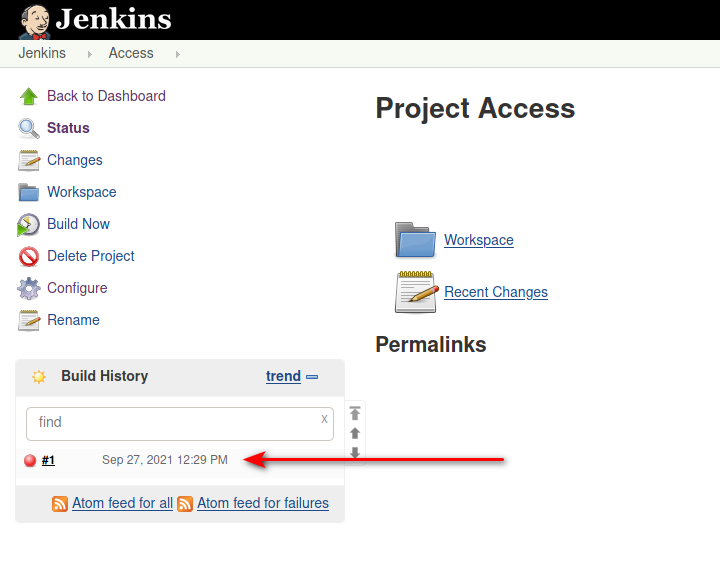 Jenkins
Jenkins Access
Back to Dashboard
Status
Changes
Workspace
Build Now
Delete Project
Configure
Rename
Project Access
Workspace
Recent Changes
Permalinks
Build History trend
find x
#1 Sep 27, 2021 12:29 PM
Atom feed for all Atom feed for failures